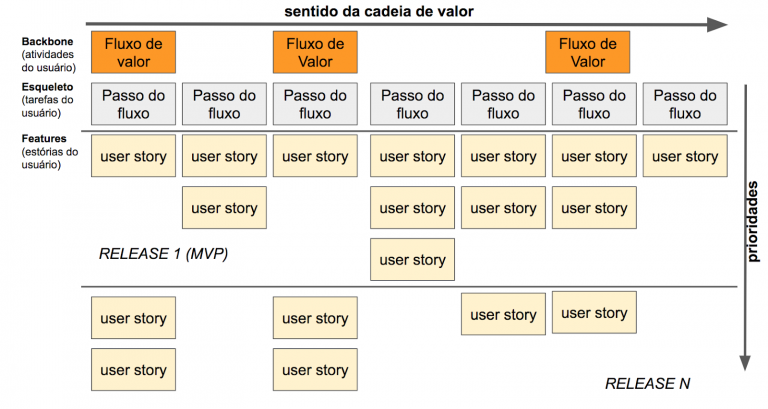 sentido da cadeia de valor
Backbone
(atividades
do usuário)
Fluxo de
valor
Fluxo de
Valor
Fluxo de
Valor
Esqueleto
(tarefas do
usuário)
Passo do
fluxo
Passo do
fluxo
Passo do
fluxo
Passo do
fluxo
Passo do
fluxo
Passo do
fluxo
Passo do
fluxo
Features
(estórias do
usuário)
user story
user story
user story
user story
user story
user story
user story
user story
user story
user story
user story
prioridades
RELEASE 1 (MVP)
user story
user story
user story
user story
user story
user story
user story
RELEASE N